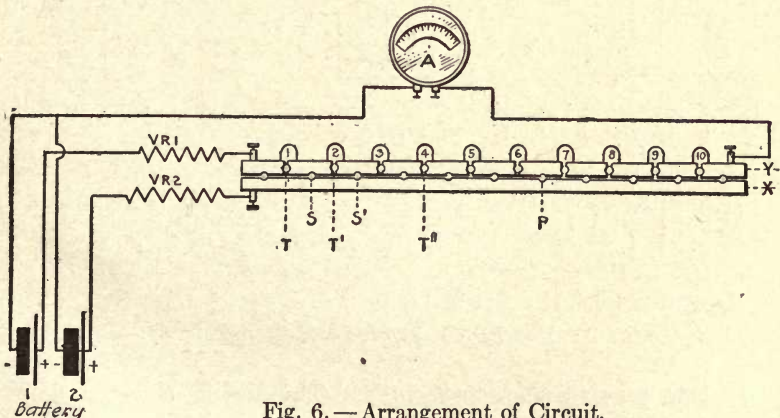 A
VR1
1 2 3 4 5 6 7 8 9 10
-Y-
VR2
-X-
S S' P
T T' T"
- + - +
1 2
Battery
Fig. 6. — Arrangement of Circuit.